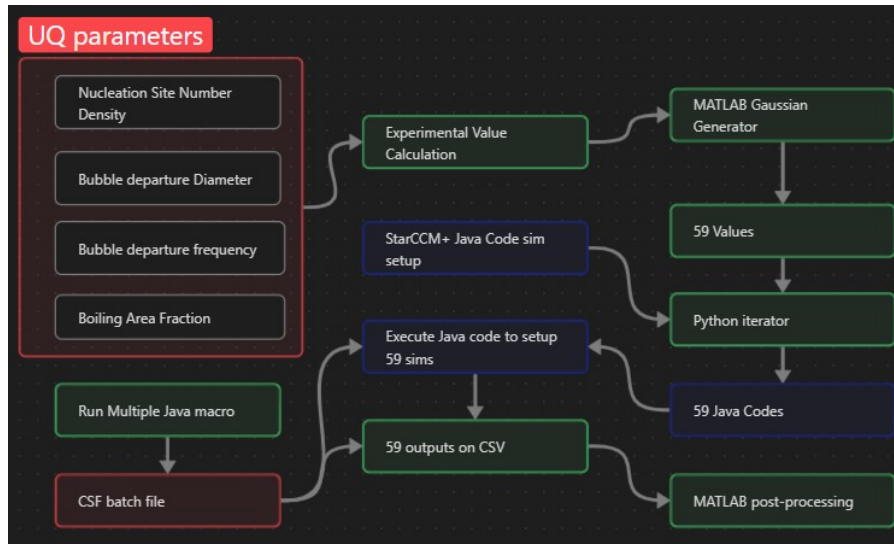 UQ parameters
Nucleation Site Number
Density
Bubble departure Diameter
Bubble departure frequency
Boiling Area Fraction
Run Multiple Java macro
CSF batch file
Experimental Value
Calculation
StarCCM+ Java Code sim
setup
Execute Java code to setup
59 sims
59 outputs on CSV
MATLAB Gaussian
Generator
59 Values
Python iterator
59 Java Codes
MATLAB post-processing